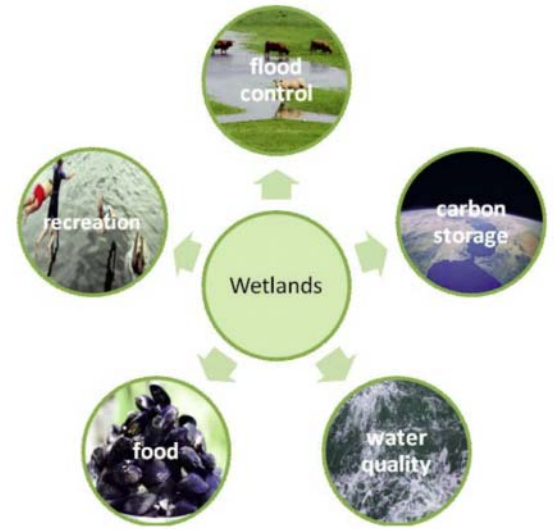 flood
control
recreation
carbon
storage
Wetlands
food
water
quality